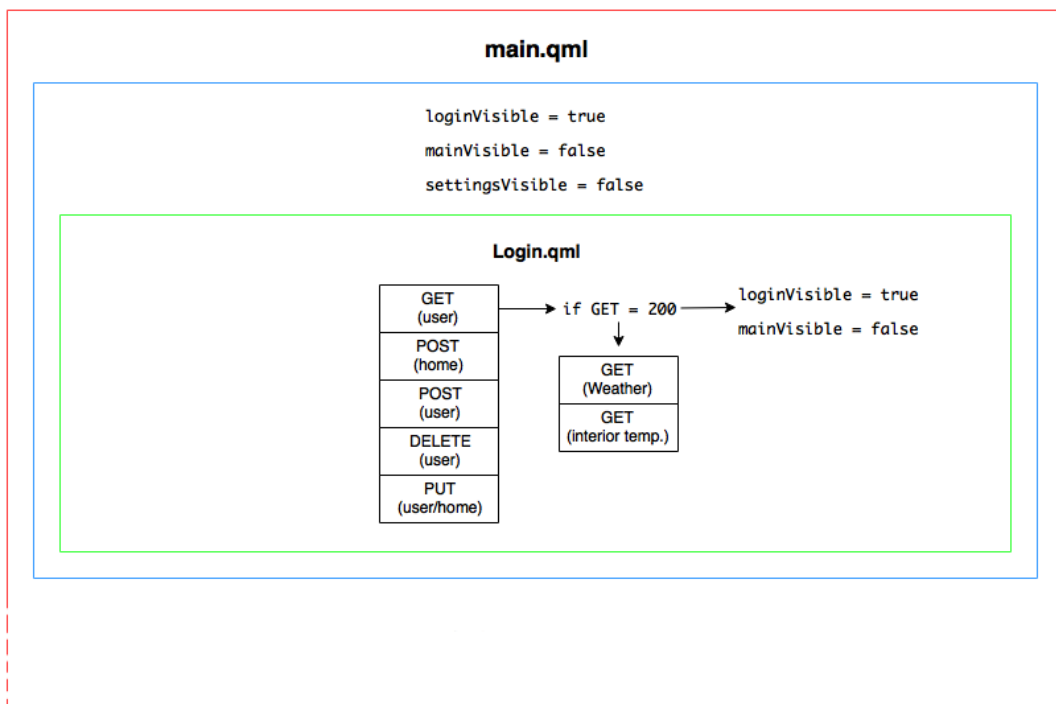 main.qml
loginVisible = true
mainVisible = false
settingsVisible = false
Login.qml
GET
(user)
if GET = 200
loginVisible = true
mainVisible = false
POST
(home)
POST
(user)
DELETE
(user)
PUT
(user/home)
GET
(Weather)
GET
(interior temp.)